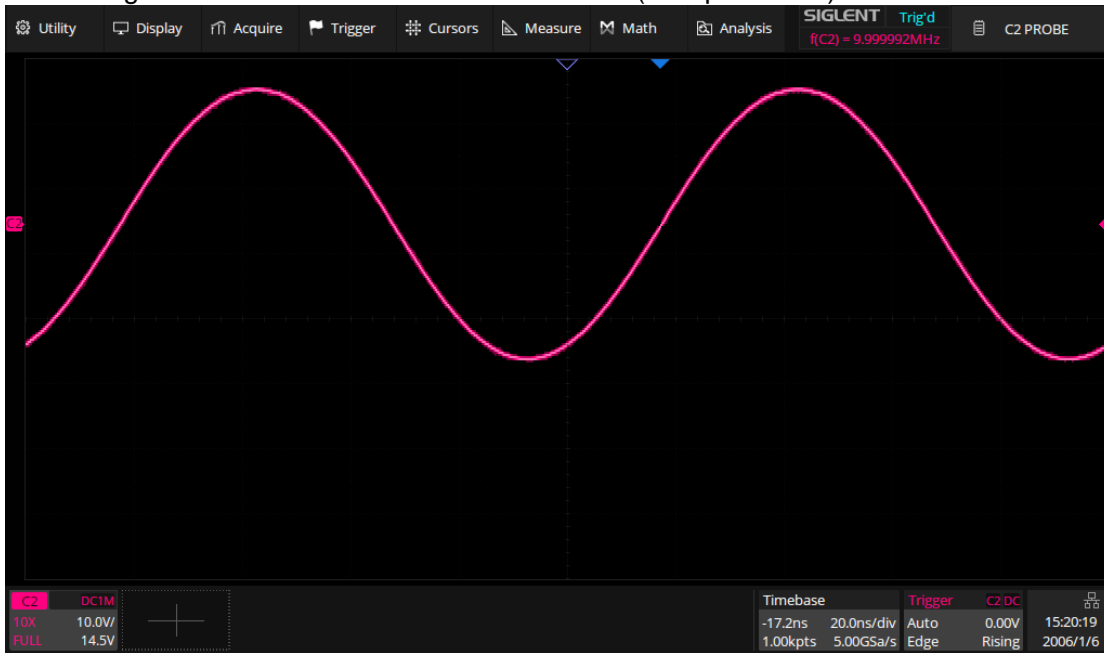 Utility Display Acquire Trigger Cursors Measure Math Analysis SIGLENT Trig'd C2 PROBE
f(C2) = 9.999992MHz
C2
C2 DC1M Timebase Trigger C2 DC
10X 10.0V/ -17.2ns 20.0ns/div Auto 0.00V 15:20:19
FULL 14.5V 1.00kpts 5.00GSa/s Edge Rising 2006/1/6